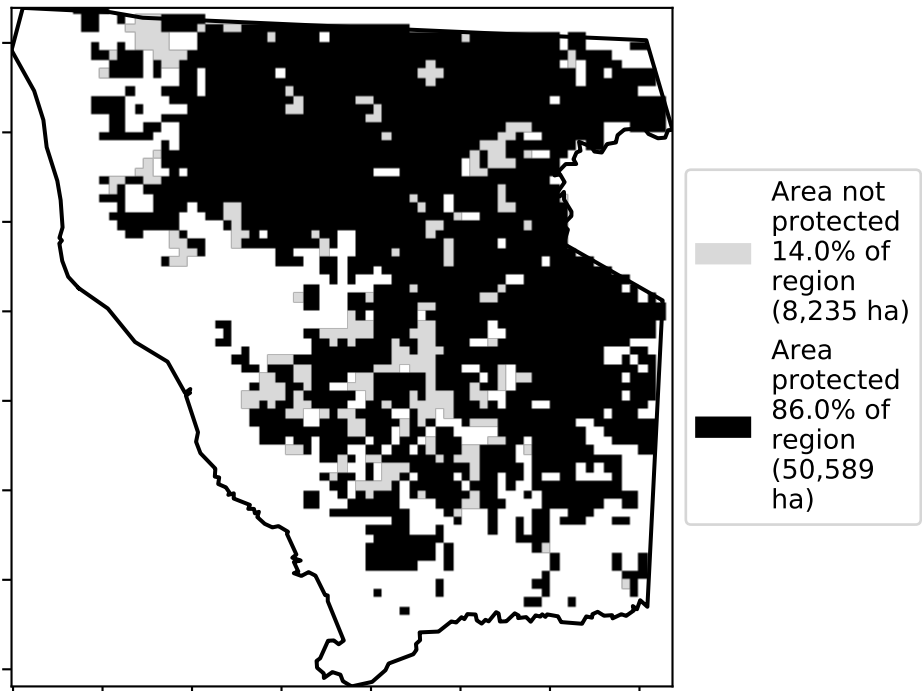 Area not
protected
14.0% of
region
(8,235 ha)
Area
protected
86.0% of
region
(50,589
ha)